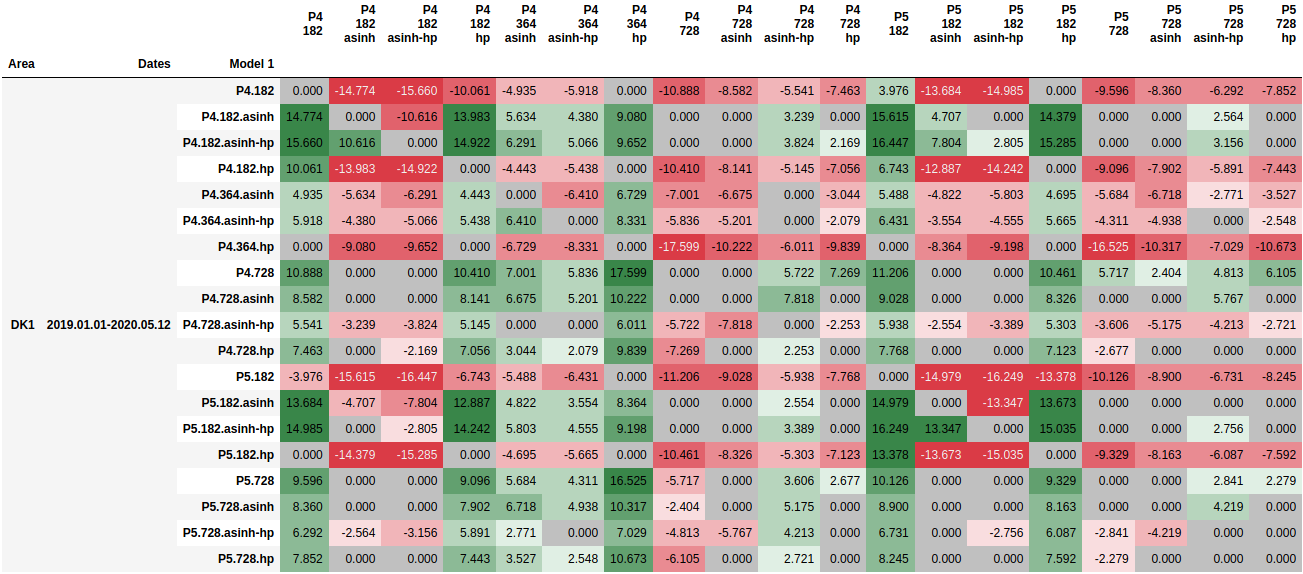 P4
182
P4
182
asinh
P4
182
asinh-hp
P4
182
hp
P4
364
asinh
P4
364
asinh-hp
P4
364
hp
P4
728
P4
728
asinh
P4
728
asinh-hp
P4
728
hp
P5
182
P5
182
asinh
P5
182
asinh-hp
P5
182
hp
P5
728
P5
728
asinh
P5
728
asinh-hp
P5
728
hp
Area Dates Model 1
P4.182 0.000 -14.774 -15.660 -10.061 -4.935 -5.918 0.000 -10.888 -8.582 -5.541 -7.463 3.976 -13.684 -14.985 0.000 -9.596 -8.360 -6.292 -7.852
P4.182.asinh 14.774 0.000 -10.616 13.983 5.634 4.380 9.080 0.000 0.000 3.239 0.000 15.615 4.707 0.000 14.379 0.000 0.000 2.564 0.000
P4.182.asinh-hp 15.660 10.616 0.000 14.922 6.291 5.066 9.652 0.000 0.000 3.824 2.169 16.447 7.804 2.805 15.285 0.000 0.000 3.156 0.000
P4.182.hp 10.061 -13.983 -14.922 0.000 -4.443 -5.438 0.000 -10.410 -8.141 -5.145 -7.056 6.743 -12.887 -14.242 0.000 -9.096 -7.902 -5.891 -7.443
P4.364.asinh 4.935 -5.634 -6.291 4.443 0.000 -6.410 6.729 -7.001 -6.675 0.000 -3.044 5.488 -4.822 -5.803 4.695 -5.684 -6.718 -2.771 -3.527
P4.364.asinh-hp 5.918 -4.380 -5.066 5.438 6.410 0.000 8.331 -5.836 -5.201 0.000 -2.079 6.431 -3.554 -4.555 5.665 -4.311 -4.938 0.000 -2.548
P4.364.hp 0.000 -9.080 -9.652 0.000 -6.729 -8.331 0.000 -17.599 -10.222 -6.011 -9.839 0.000 -8.364 -9.198 0.000 -16.525 -10.317 -7.029 -10.673
P4.728 10.888 0.000 0.000 10.410 7.001 5.836 17.599 0.000 0.000 5.722 7.269 11.206 0.000 0.000 10.461 5.717 2.404 4.813 6.105
P4.728.asinh 8.582 0.000 0.000 8.141 6.675 5.201 10.222 0.000 0.000 7.818 0.000 9.028 0.000 0.000 8.326 0.000 0.000 5.767 0.000
DK1 2019.01.01-2020.05.12 P4.728.asinh-hp 5.541 -3.239 -3.824 5.145 0.000 0.000 6.011 -5.722 -7.818 0.000 -2.253 5.938 -2.554 -3.389 5.303 -3.606 -5.175 -4.213 -2.721
P4.728.hp 7.463 0.000 -2.169 7.056 3.044 2.079 9.839 -7.269 0.000 2.253 0.000 7.768 0.000 0.000 7.123 -2.677 0.000 0.000 0.000
P5.182 -3.976 -15.615 -16.447 -6.743 -5.488 -6.431 0.000 -11.206 -9.028 -5.938 -7.768 0.000 -14.979 -16.249 -13.378 -10.126 -8.900 -6.731 -8.245
P5.182.asinh 13.684 -4.707 -7.804 12.887 4.822 3.554 8.364 0.000 0.000 2.554 0.000 14.979 0.000 -13.347 13.673 0.000 0.000 0.000 0.000
P5.182.asinh-hp 14.985 0.000 -2.805 14.242 5.803 4.555 9.198 0.000 0.000 3.389 0.000 16.249 13.347 0.000 15.035 0.000 0.000 2.756 0.000
P5.182.hp 0.000 -14.379 -15.285 0.000 -4.695 -5.665 0.000 -10.461 -8.326 -5.303 -7.123 13.378 -13.673 -15.035 0.000 -9.329 -8.163 -6.087 -7.592
P5.728 9.596 0.000 0.000 9.096 5.684 4.311 16.525 -5.717 0.000 3.606 2.677 10.126 0.000 0.000 9.329 0.000 0.000 2.841 2.279
P5.728.asinh 8.360 0.000 0.000 7.902 6.718 4.938 10.317 -2.404 0.000 5.175 0.000 8.900 0.000 0.000 8.163 0.000 0.000 4.219 0.000
P5.728.asinh-hp 6.292 -2.564 -3.156 5.891 2.771 0.000 7.029 -4.813 -5.767 4.213 0.000 6.731 0.000 -2.756 6.087 -2.841 -4.219 0.000 0.000
P5.728.hp 7.852 0.000 0.000 7.443 3.527 2.548 10.673 -6.105 0.000 2.721 0.000 8.245 0.000 0.000 7.592 -2.279 0.000 0.000 0.000